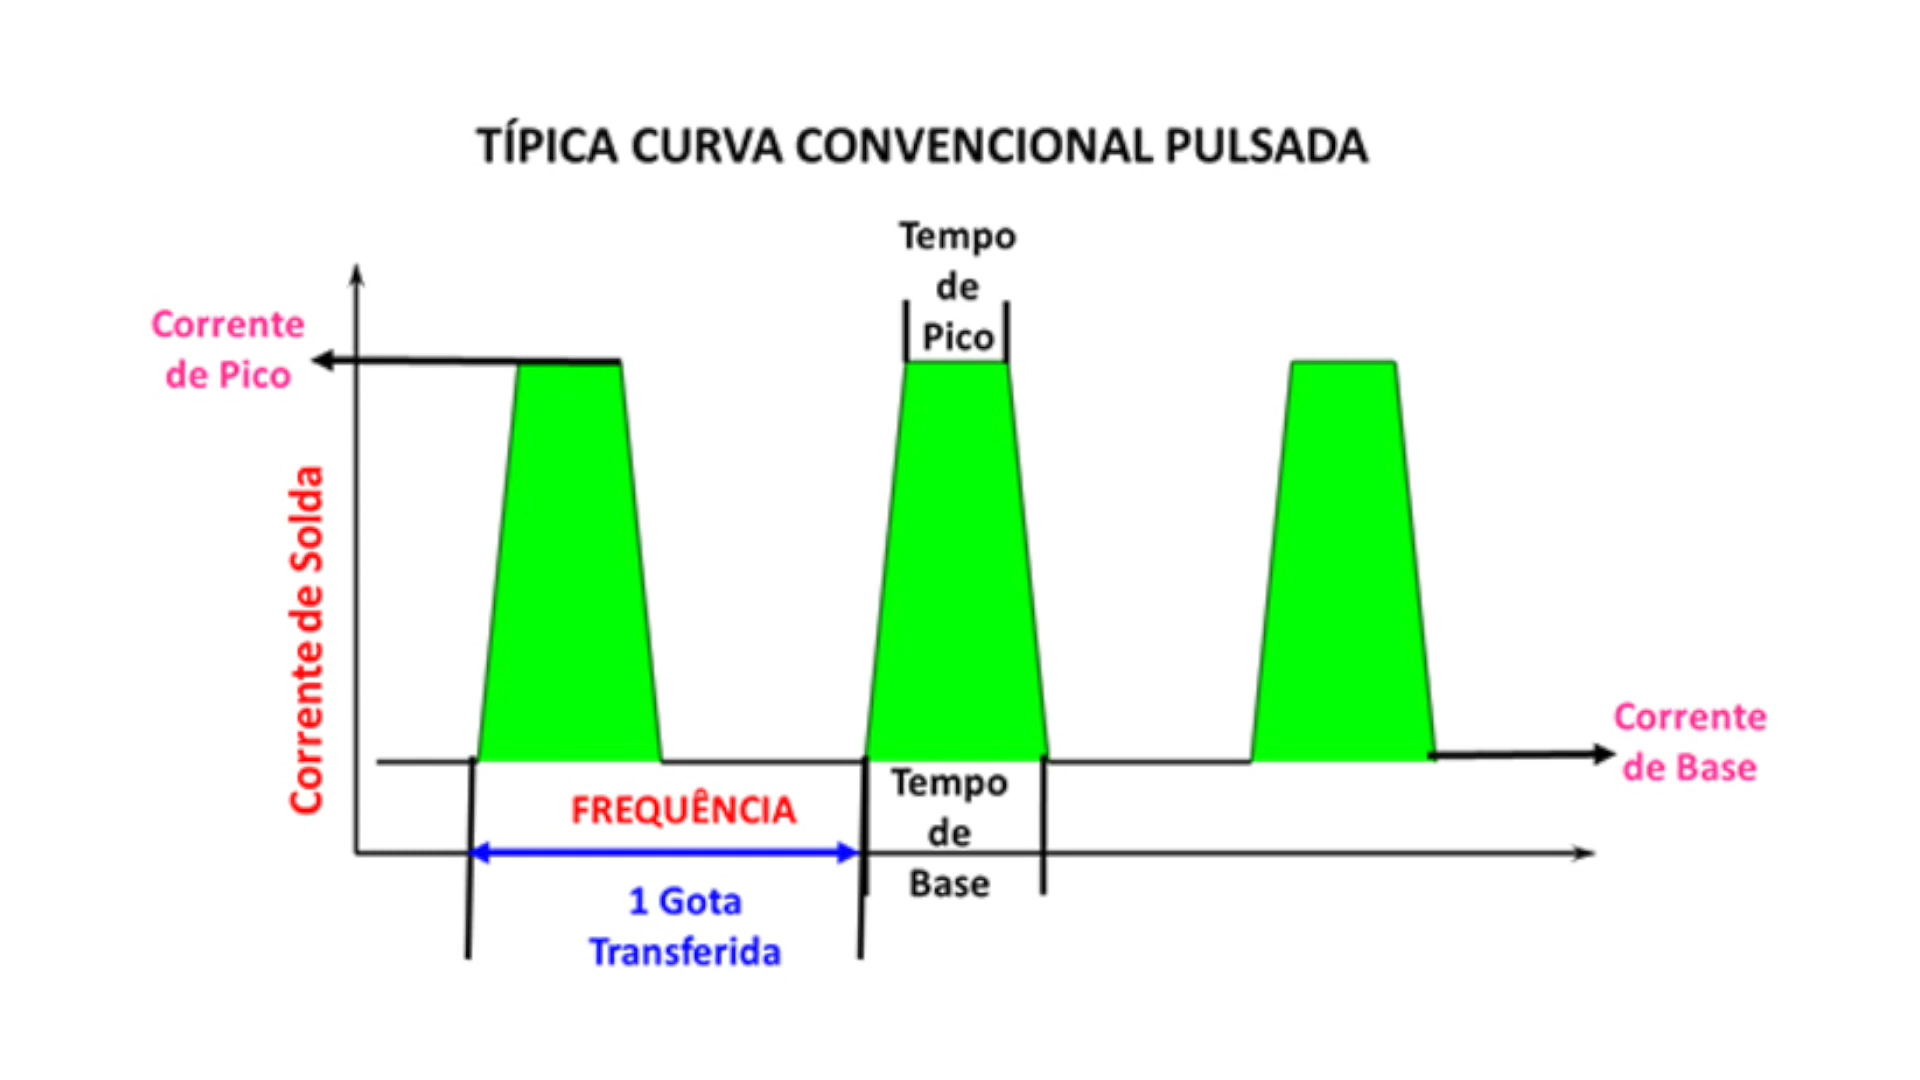 TÍPICA CURVA CONVENCIONAL PULSADA
Tempo
de
Pico
Corrente
de Pico
Corrente de Solda
Corrente
de Base
Tempo
de
Base
FREQUÊNCIA
1 Gota
Transferida